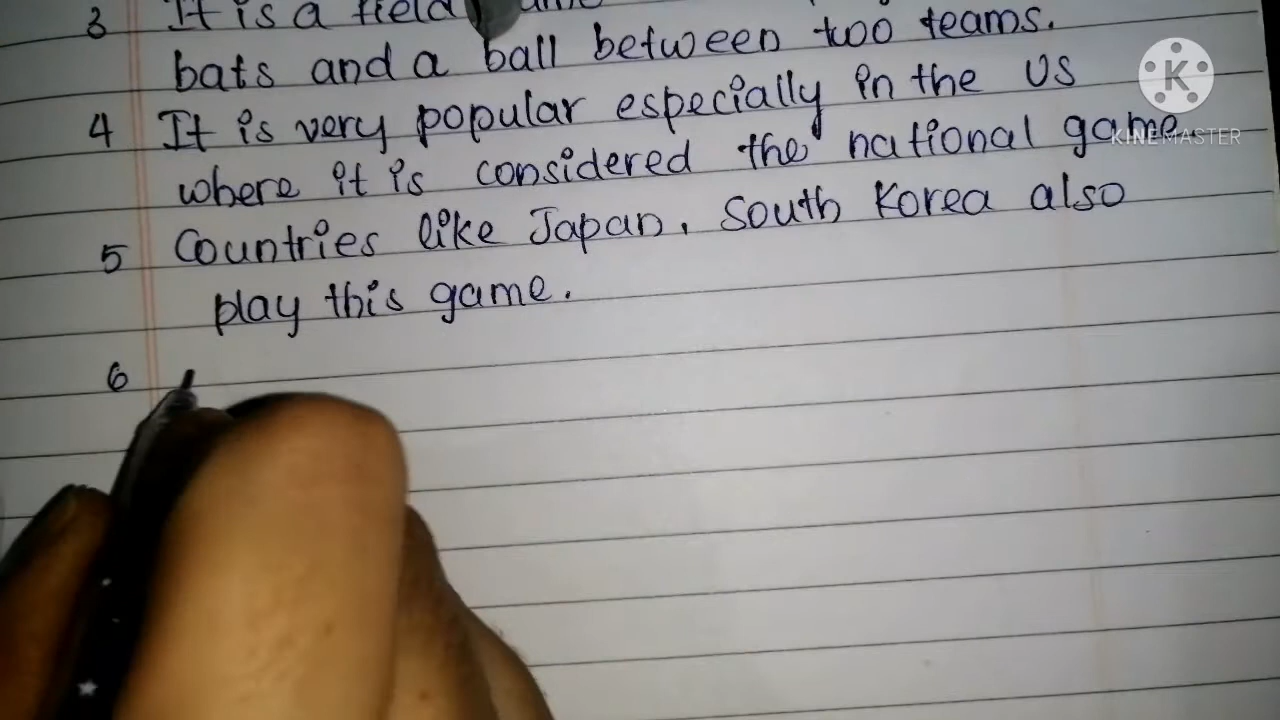 3 It is a field
bats and a ball between two teams.
4 It is very popular especially in the US
where it is considered the national game.
5 Countries like Japan, South Korea also
play this game.
6
K
KINEMASTER